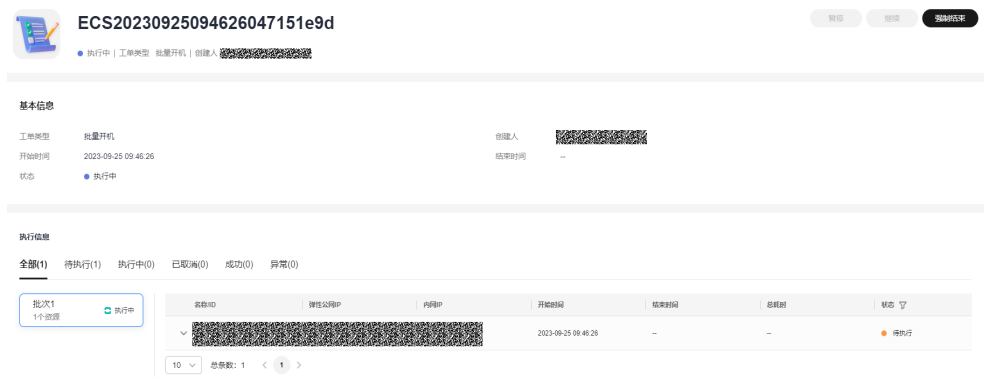 ECS20230925094626047151e9d
暂停 继续 强制结束
执行中 | 工单类型 批量开机 | 创建人
基本信息
工单类型 批量开机 创建人
开始时间 2023-09-25 09:46:26 结束时间 --
状态 执行中
执行信息
全部(1) 待执行(1) 执行中(0) 已取消(0) 成功(0) 异常(0)
批次1
1个资源
执行中
名称/ID 弹性公网IP 内网IP 开始时间 结束时间 总耗时 状态
2023-09-25 09:46:26 -- -- 待执行
10 总条数: 1 < 1 >